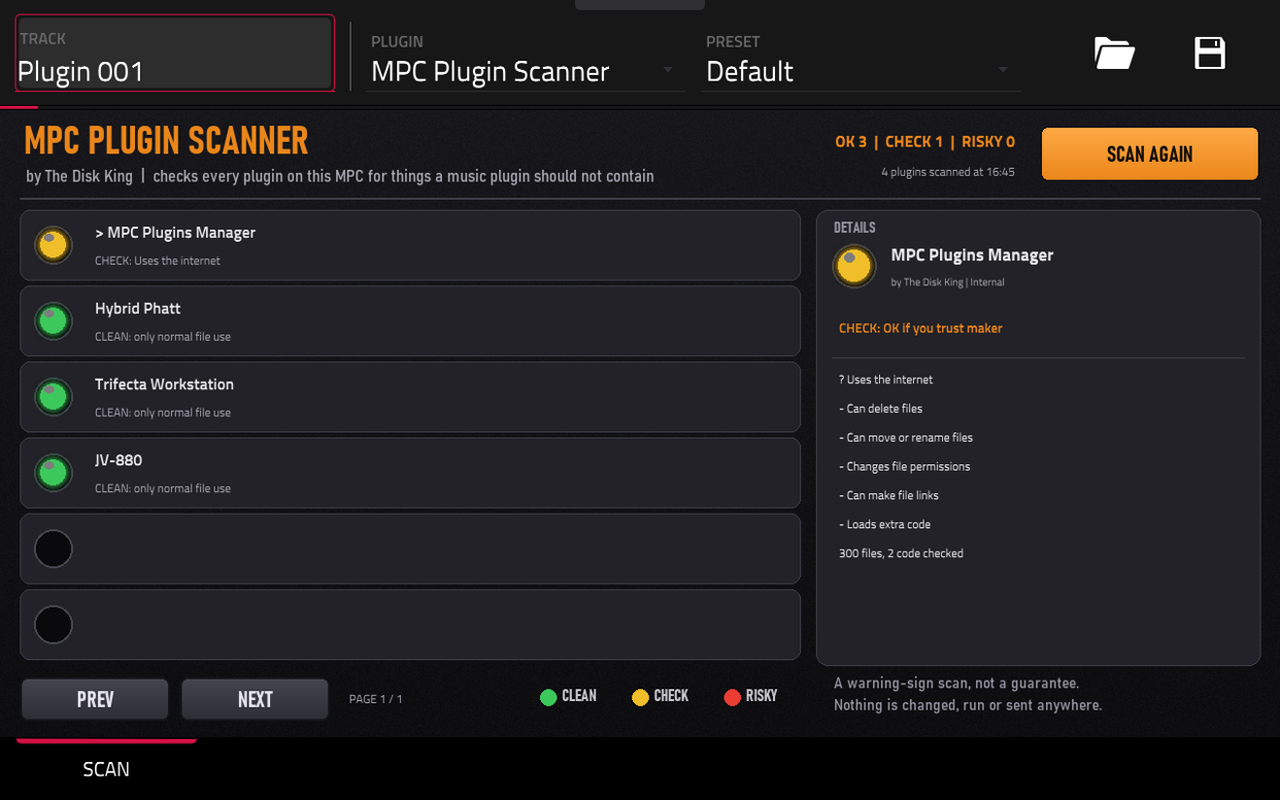 TRACK
Plugin 001
PLUGIN
MPC Plugin Scanner
PRESET
Default
MPC PLUGIN SCANNER
by The Disk King | checks every plugin on this MPC for things a music plugin should not contain
OK 3 | CHECK 1 | RISKY 0
4 plugins scanned at 16:45
SCAN AGAIN
> MPC Plugins Manager
CHECK: Uses the internet
Hybrid Phatt
CLEAN: only normal file use
Trifecta Workstation
CLEAN: only normal file use
JV-880
CLEAN: only normal file use
DETAILS
MPC Plugins Manager
by The Disk King | Internal
CHECK: OK if you trust maker
? Uses the internet
- Can delete files
- Can move or rename files
- Changes file permissions
- Can make file links
- Loads extra code
300 files, 2 code checked
PREV
NEXT
PAGE 1 / 1
CLEAN
CHECK
RISKY
A warning-sign scan, not a guarantee.
Nothing is changed, run or sent anywhere.
SCAN